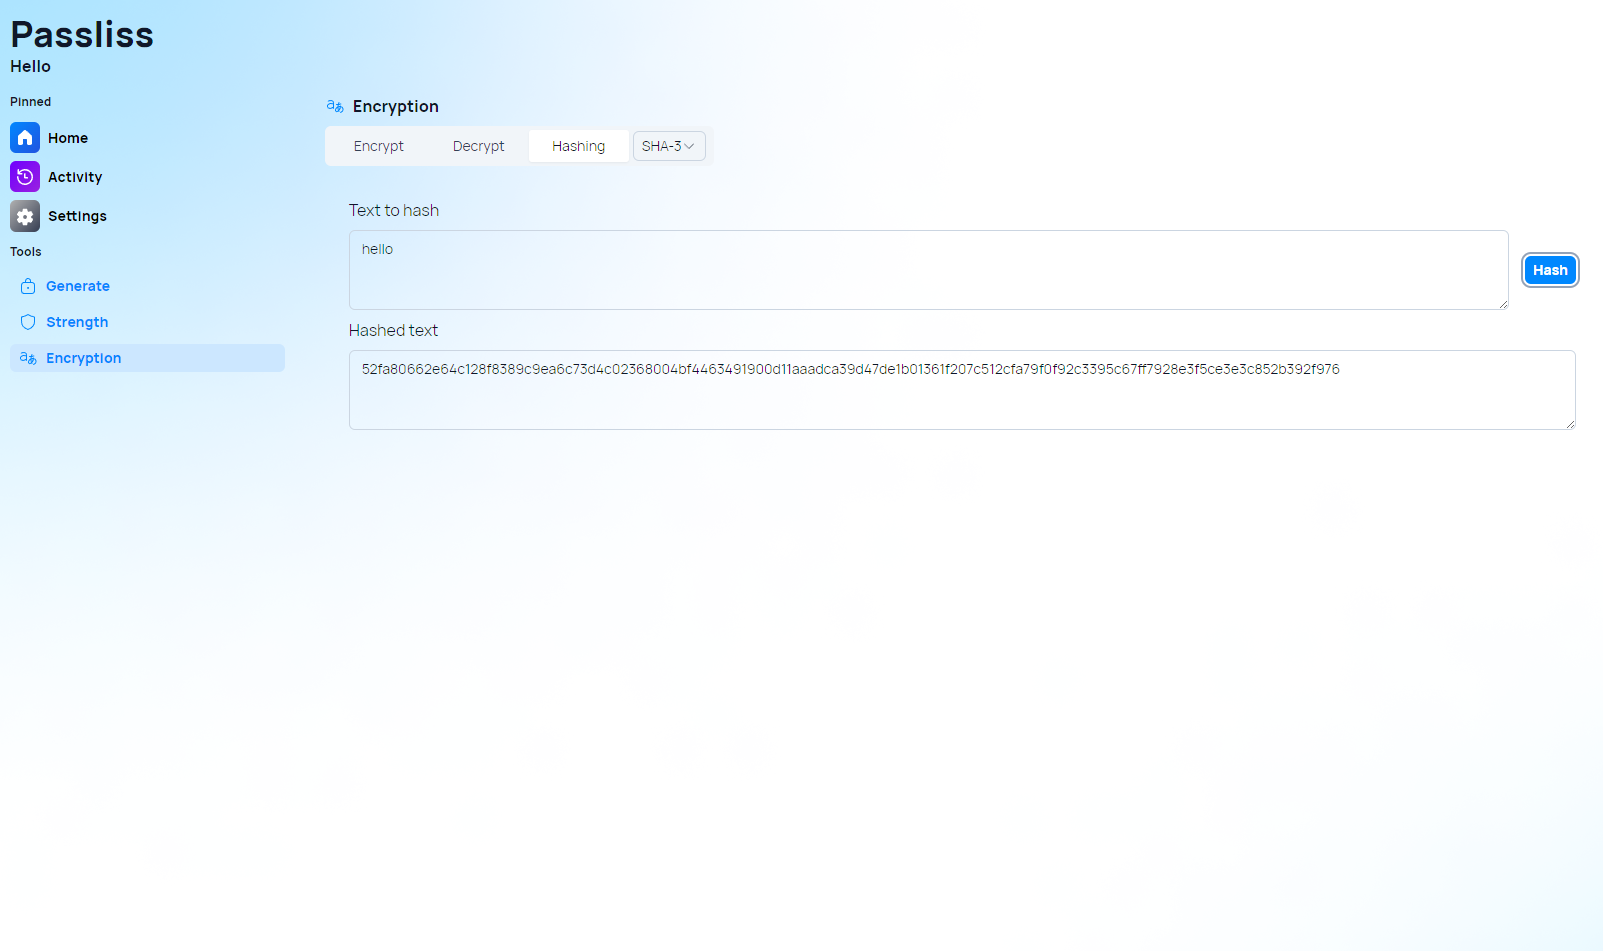 Passliss
Hello
Pinned
Home
Activity
Settings
Tools
Generate
Strength
Encryption
Encryption
Encrypt
Decrypt
Hashing
SHA-3
Text to hash
hello
Hash
Hashed text
52fa80662e64c128f8389c9ea6c73d4c02368004bf4463491900d11aaadca39d47de1b01361f207c512cfa79f0f92c3395c67ff7928e3f5ce3e3c852b392f976